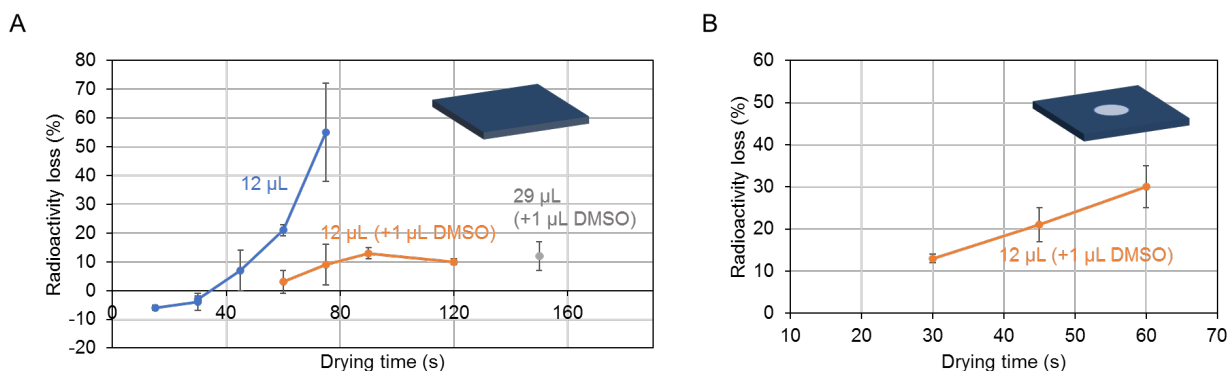 A
Radioactivity loss (%)
80
70
60
50
40
30
20
10
0
-10
-20
0
40
80
120
160
Drying time (s)
12 µL
12 µL (+1 µL DMSO)
29 µL
(+1 µL DMSO)
B
Radioactivity loss (%)
60
50
40
30
20
10
0
10
20
30
40
50
60
70
Drying time (s)
12 µL (+1 µL DMSO)